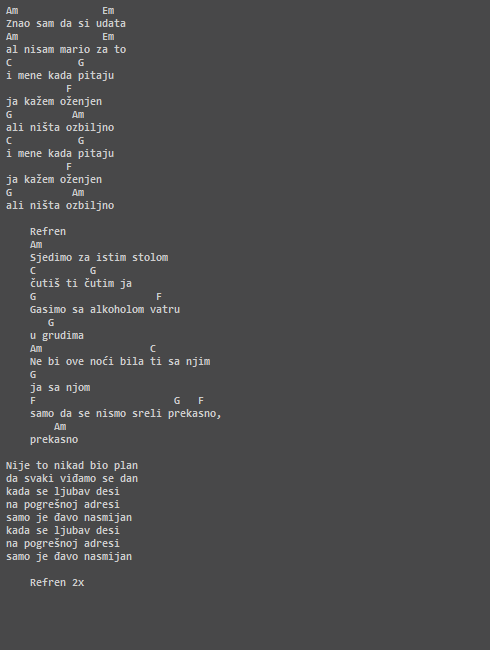 Am              Em
Znao sam da si udata
Am              Em
al nisam mario za to
C           G
i mene kada pitaju
          F
ja kažem oženjen
G          Am
ali ništa ozbiljno
C           G
i mene kada pitaju
          F
ja kažem oženjen
G          Am
ali ništa ozbiljno

    Refren
    Am
    Sjedimo za istim stolom
    C         G
    čutiš ti čutim ja
    G                    F
    Gasimo sa alkoholom vatru
       G
    u grudima
    Am                  C
    Ne bi ove noći bila ti sa njim
    G
    ja sa njom
    F                       G   F
    samo da se nismo sreli prekasno,
        Am
    prekasno

Nije to nikad bio plan
da svaki viđamo se dan
kada se ljubav desi
na pogrešnoj adresi
samo je đavo nasmijan
kada se ljubav desi
na pogrešnoj adresi
samo je đavo nasmijan

    Refren 2x